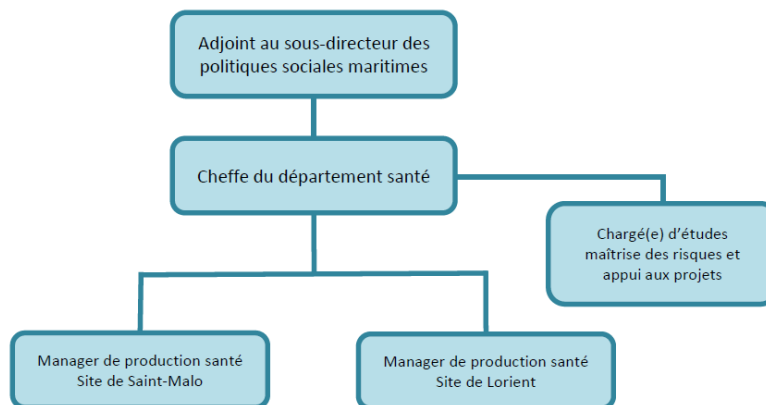 Adjoint au sous-directeur des
politiques sociales maritimes
Cheffe du département santé
Chargé(e) d'études
maîtrise des risques et
appui aux projets
Manager de production santé
Site de Saint-Malo
Manager de production santé
Site de Lorient